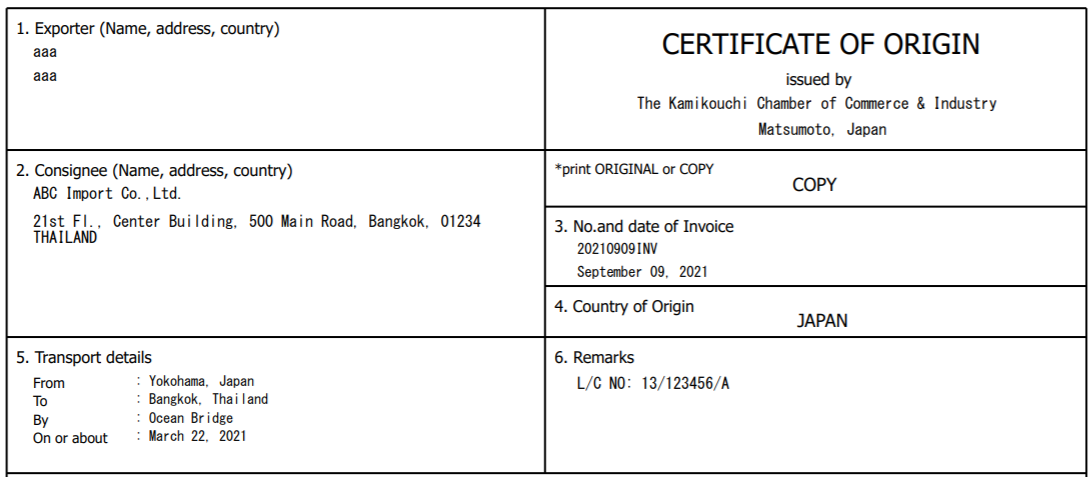 1. Exporter (Name, address, country)
aaa
aaa
CERTIFICATE OF ORIGIN
issued by
The Kamikouchi Chamber of Commerce & Industry
Matsumoto, Japan
2. Consignee (Name, address, country)
ABC Import Co.,Ltd.
21st Fl., Center Building, 500 Main Road, Bangkok, 01234
THAILAND
*print ORIGINAL or COPY
COPY
3. No.and date of Invoice
20210909INV
September 09, 2021
4. Country of Origin
JAPAN
5. Transport details
From : Yokohama, Japan
To : Bangkok, Thailand
By : Ocean Bridge
On or about : March 22, 2021
6. Remarks
L/C NO: 13/123456/A